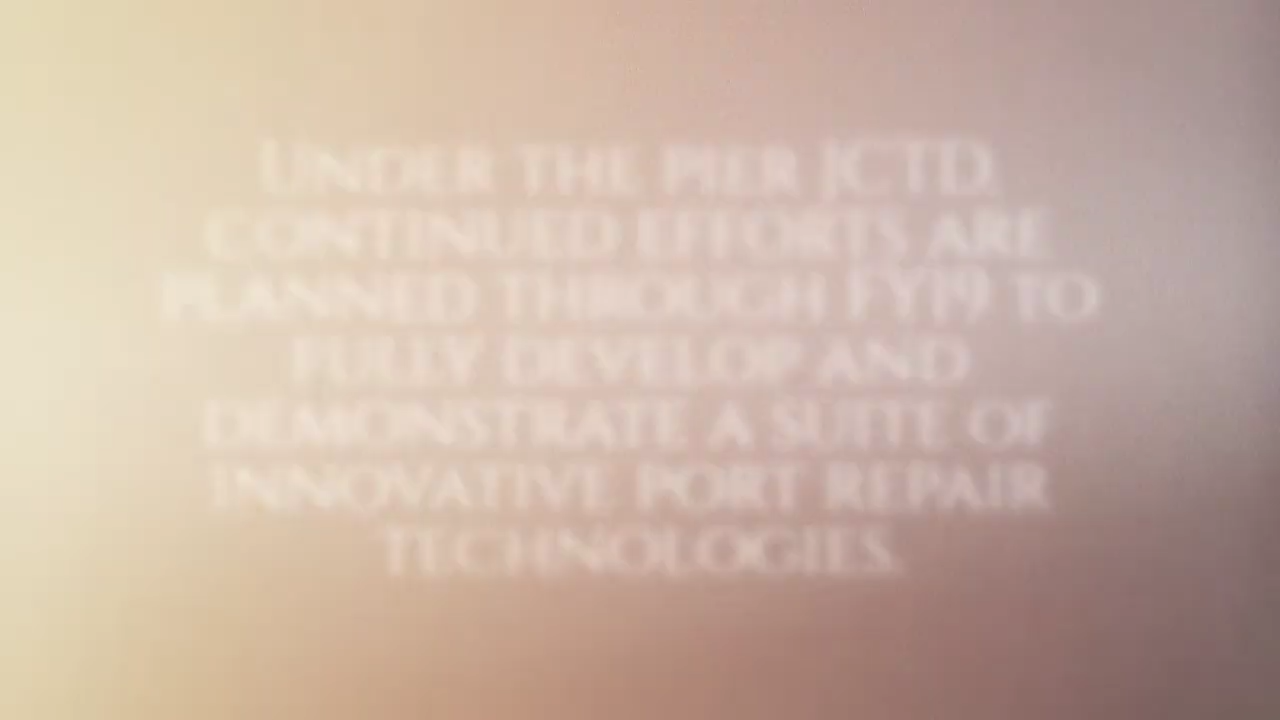 UNDER THE PIER JCTD,
CONTINUED EFFORTS ARE
PLANNED THROUGH FY19 TO
FULLY DEVELOP AND
DEMONSTRATE A SUITE OF
INNOVATIVE PORT REPAIR
TECHNOLOGIES.